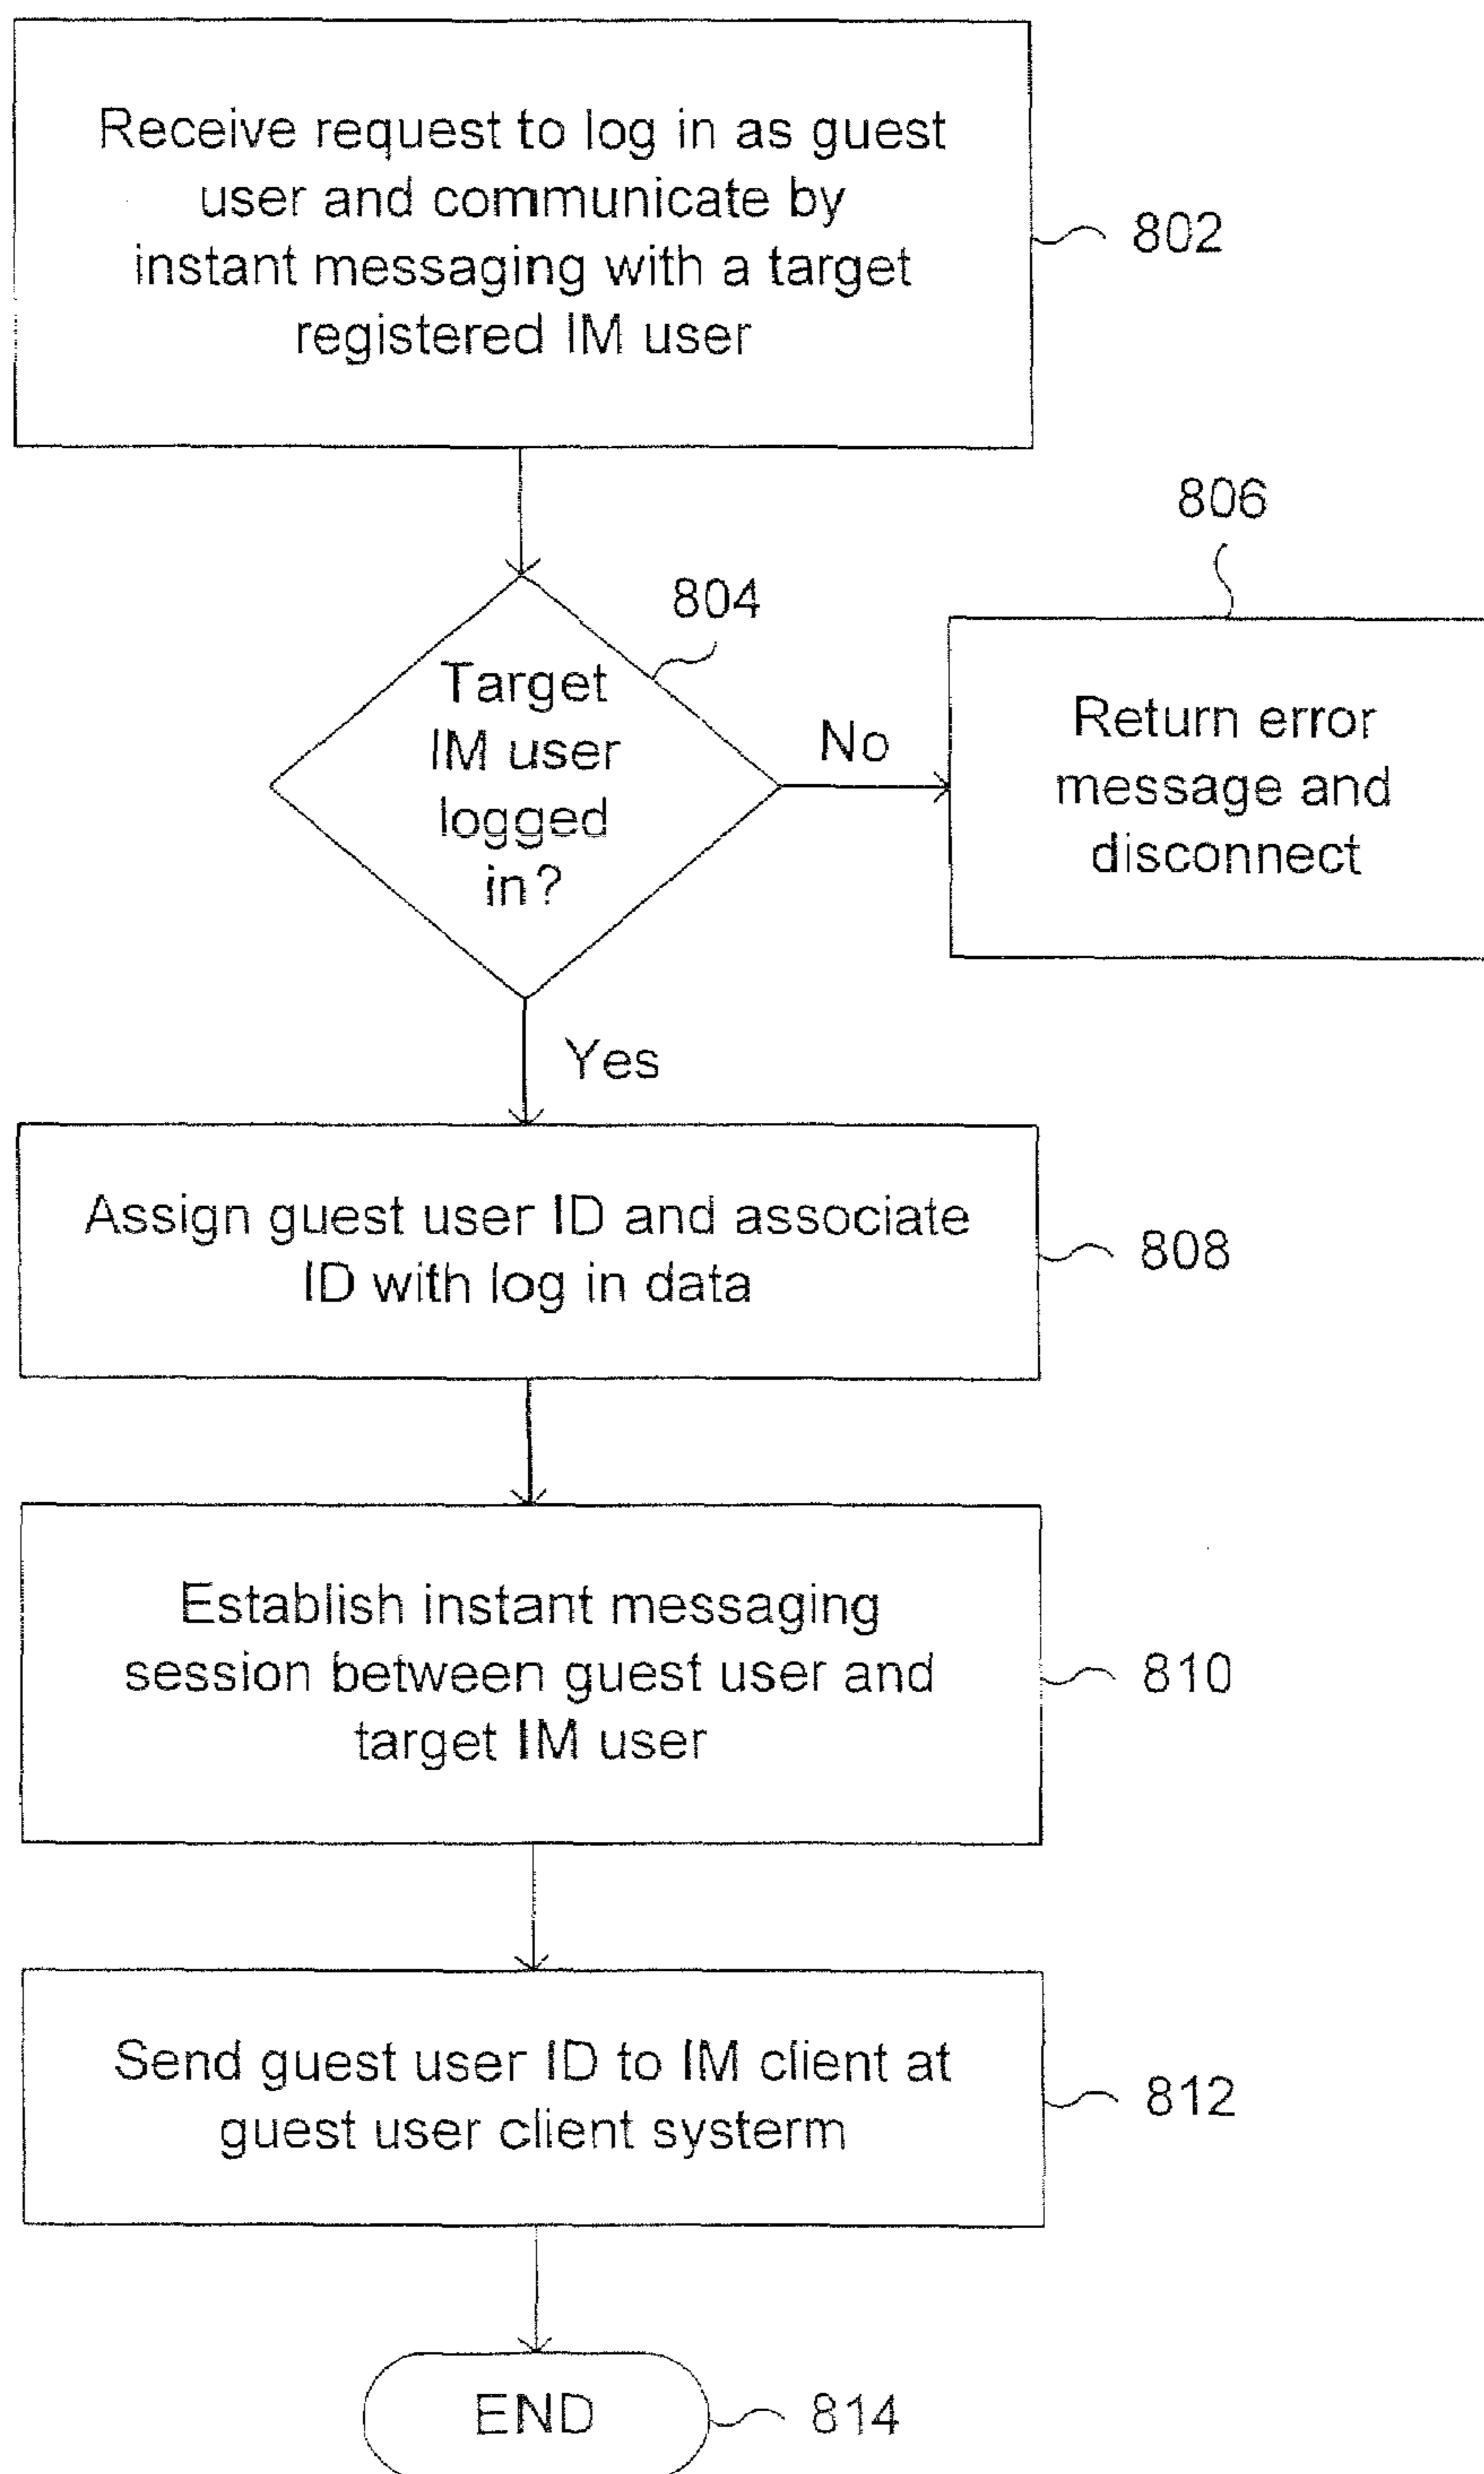 Receive request to log in as guest
user and communicate by
instant messaging with a target
registered IM user
802
806
804
Target
IM user
logged
in?
No
Return error
message and
disconnect
Yes
Assign guest user ID and associate
ID with log in data
808
Establish instant messaging
session between guest user and
target IM user
810
Send guest user ID to IM client at
guest user client systerm
812
END
814